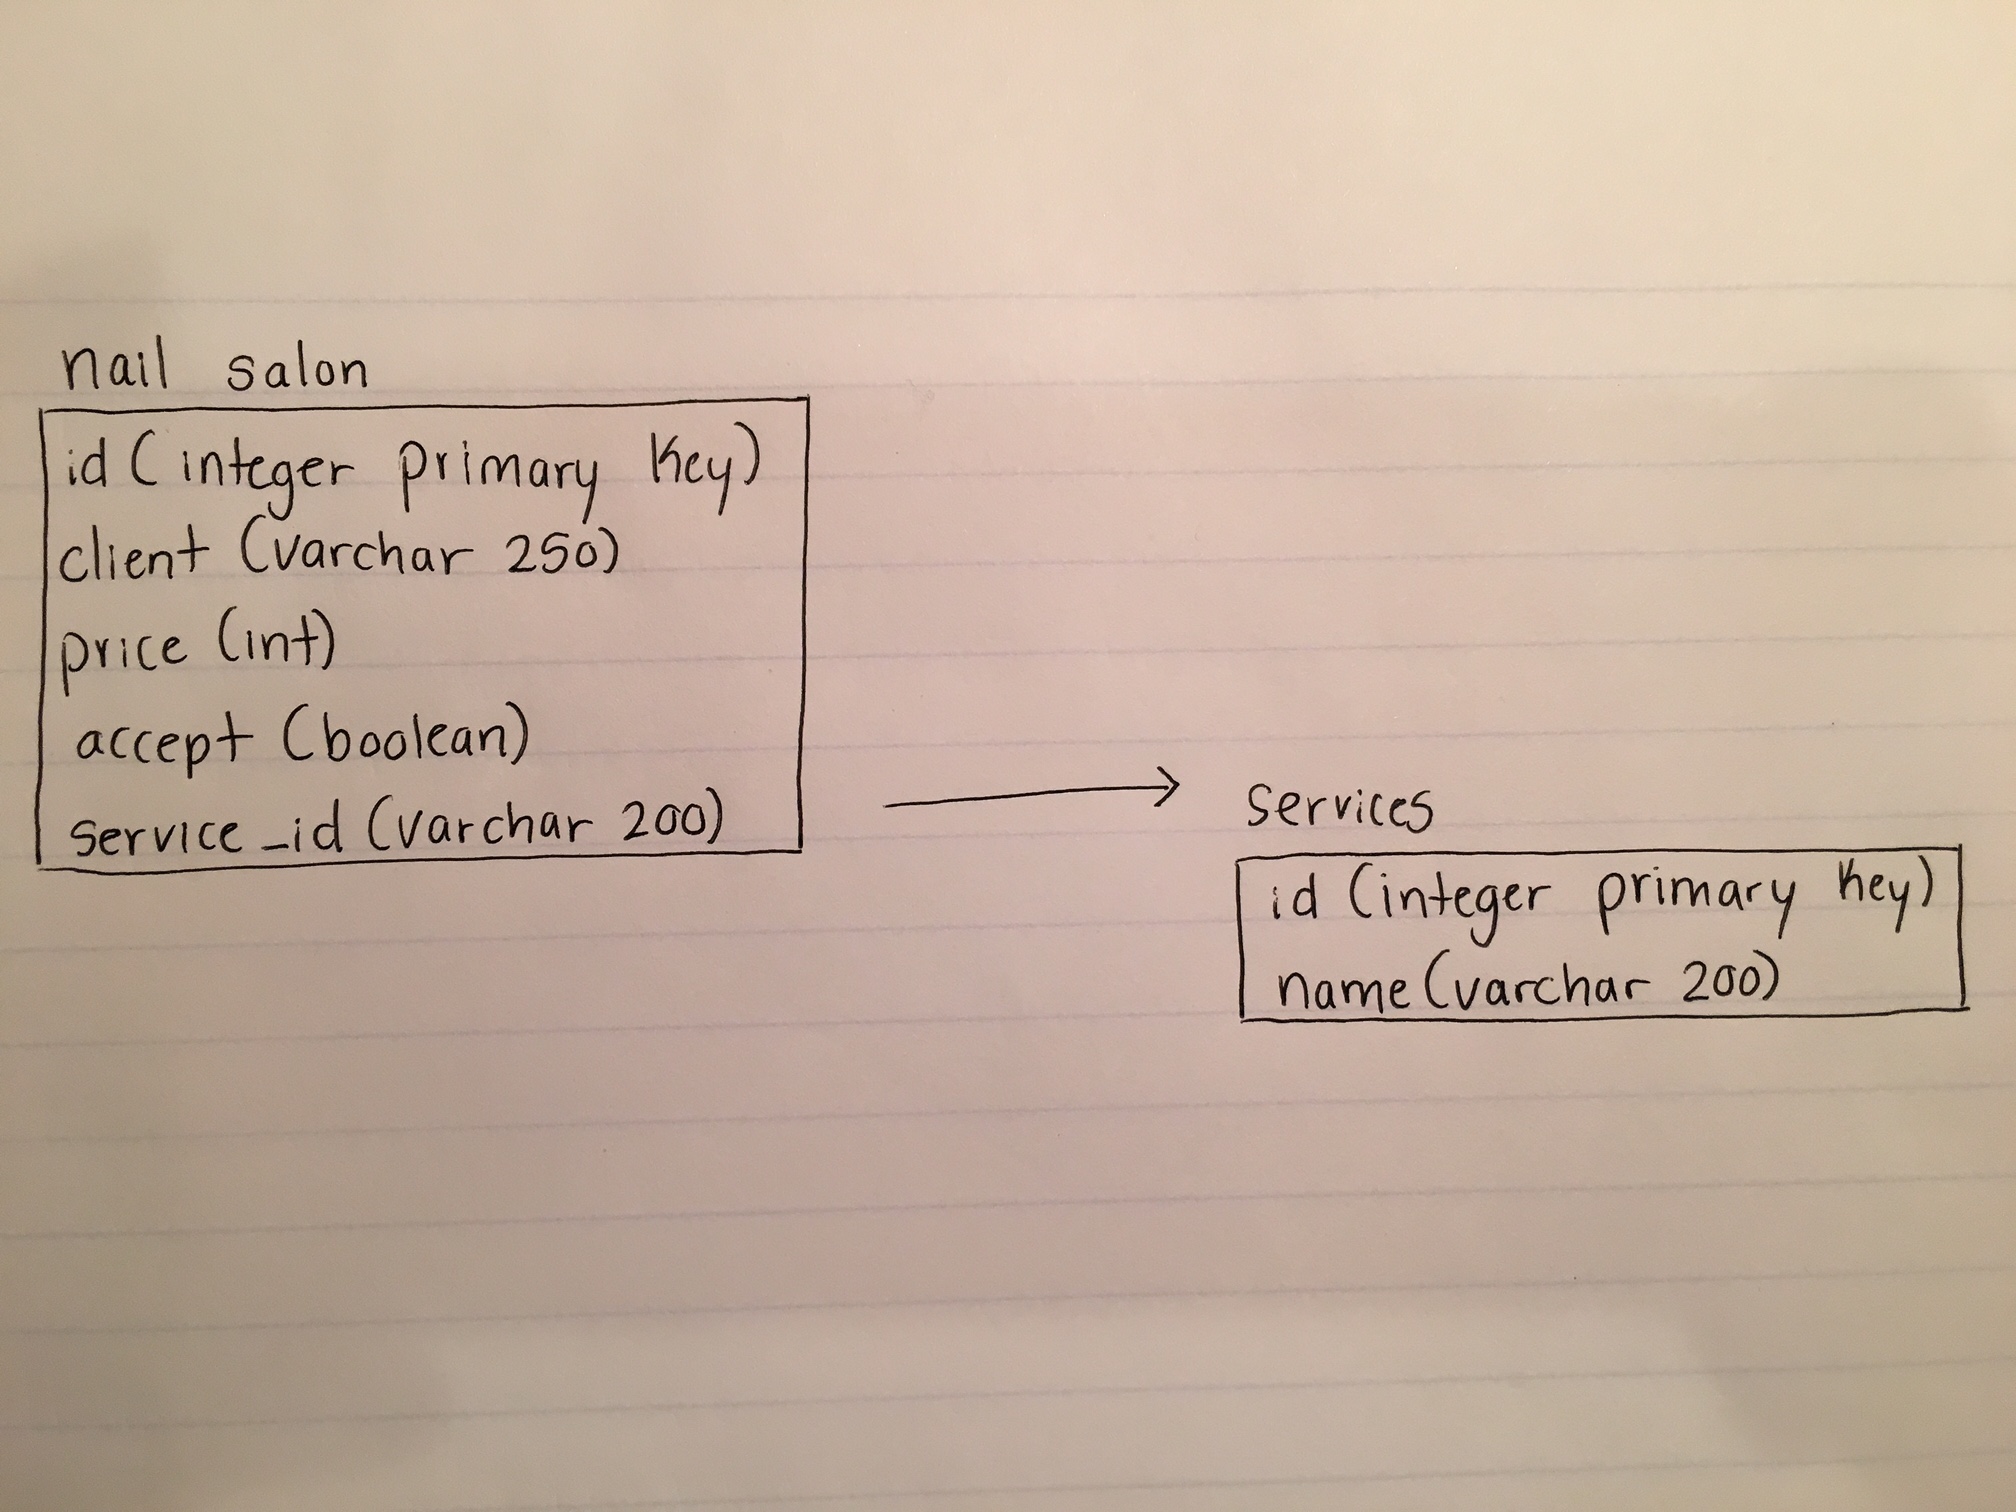 nail salon
id (integer primary key)
client (varchar 250)
price (int)
accept (boolean)
service_id (varchar 200)
services
id (integer primary key)
name (varchar 200)